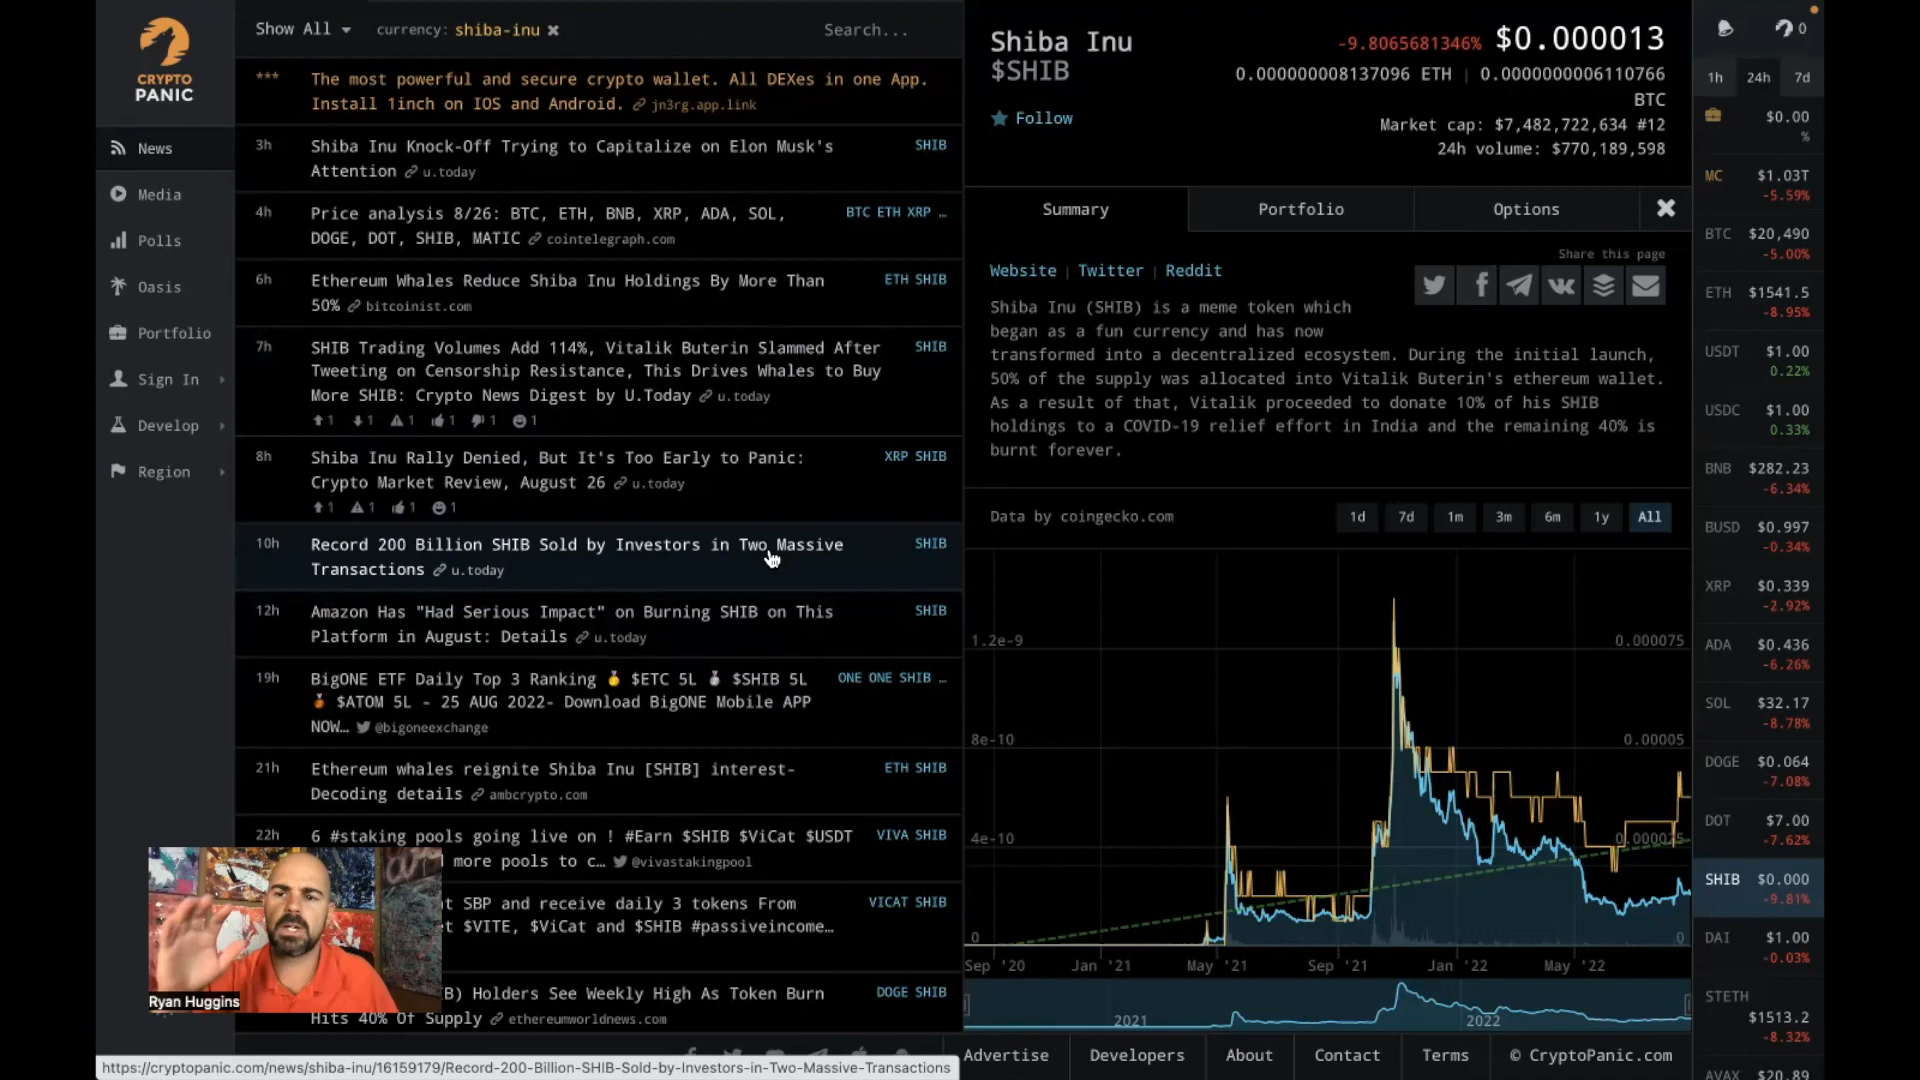 CRYPTO
PANIC
News
Media
Polls
Oasis
Portfolio
Sign In
Develop
Region
Show All
currency: shiba-inu
Search...
*** The most powerful and secure crypto wallet. All DEXes in one App.
Install 1inch on IOS and Android. jn3rg.app.link
3h Shiba Inu Knock-Off Trying to Capitalize on Elon Musk's SHIB
Attention u.today
4h Price analysis 8/26: BTC, ETH, BNB, XRP, ADA, SOL, BTC ETH XRP …
DOGE, DOT, SHIB, MATIC cointelegraph.com
6h Ethereum Whales Reduce Shiba Inu Holdings By More Than ETH SHIB
50% bitcoinist.com
7h SHIB Trading Volumes Add 114%, Vitalik Buterin Slammed After SHIB
Tweeting on Censorship Resistance, This Drives Whales to Buy
More SHIB: Crypto News Digest by U.Today u.today
1 1 1 1 1 1
8h Shiba Inu Rally Denied, But It's Too Early to Panic: XRP SHIB
Crypto Market Review, August 26 u.today
1 1 1 1
10h Record 200 Billion SHIB Sold by Investors in Two Massive SHIB
Transactions u.today
12h Amazon Has "Had Serious Impact" on Burning SHIB on This SHIB
Platform in August: Details u.today
19h BigONE ETF Daily Top 3 Ranking 🥇 $ETC 5L 🥈 $SHIB 5L ONE ONE SHIB …
🥉 $ATOM 5L - 25 AUG 2022- Download BigONE Mobile APP
NOW… @bigoneexchange
21h Ethereum whales reignite Shiba Inu [SHIB] interest- ETH SHIB
Decoding details ambcrypto.com
22h 6 #staking pools going live on ! #Earn $SHIB $ViCat $USDT VIVA SHIB
more pools to c… @vivastakingpool
SBP and receive daily 3 tokens From VICAT SHIB
$VITE, $ViCat and $SHIB #passiveincome…
B) Holders See Weekly High As Token Burn DOGE SHIB
Hits 40% Of Supply ethereumworldnews.com
Ryan Huggins
https://cryptopanic.com/news/shiba-inu/16159179/Record-200-Billion-SHIB-Sold-by-Investors-in-Two-Massive-Transactions
Shiba Inu
$SHIB
Follow
-9.8065681346% $0.000013
0.000000008137096 ETH | 0.0000000006110766
BTC
Market cap: $7,482,722,634 #12
24h volume: $770,189,598
Summary
Portfolio
Options
Share this page
Website | Twitter | Reddit
Shiba Inu (SHIB) is a meme token which
began as a fun currency and has now
transformed into a decentralized ecosystem. During the initial launch,
50% of the supply was allocated into Vitalik Buterin's ethereum wallet.
As a result of that, Vitalik proceeded to donate 10% of his SHIB
holdings to a COVID-19 relief effort in India and the remaining 40% is
burnt forever.
Data by coingecko.com
1d 7d 1m 3m 6m 1y All
1.2e-9 0.000075
8e-10 0.00005
4e-10 0.000025
0 0
Sep '20 Jan '21 May '21 Sep '21 Jan '22 May '22
2021 2022
Advertise Developers About Contact Terms © CryptoPanic.com
0
1h 24h 7d
$0.00
%
MC $1.03T
-5.59%
BTC $20,490
-5.00%
ETH $1541.5
-8.95%
USDT $1.00
0.22%
USDC $1.00
0.33%
BNB $282.23
-6.34%
BUSD $0.997
-0.34%
XRP $0.339
-2.92%
ADA $0.436
-6.26%
SOL $32.17
-8.78%
DOGE $0.064
-7.08%
DOT $7.00
-7.62%
SHIB $0.000
-9.81%
DAI $1.00
-0.03%
STETH
$1513.2
-8.32%
AVAX $20.89